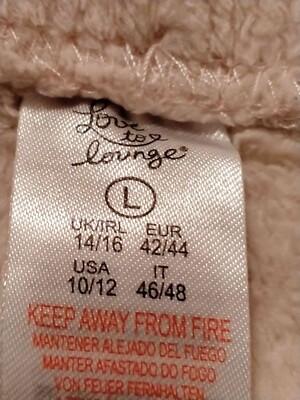 Love
to
lounge®
L
UK/IRL EUR
14/16 42/44
USA IT
10/12 46/48
KEEP AWAY FROM FIRE
MANTENER ALEJADO DEL FUEGO
MANTER AFASTADO DO FOGO
VON FEUER FERNHALTEN